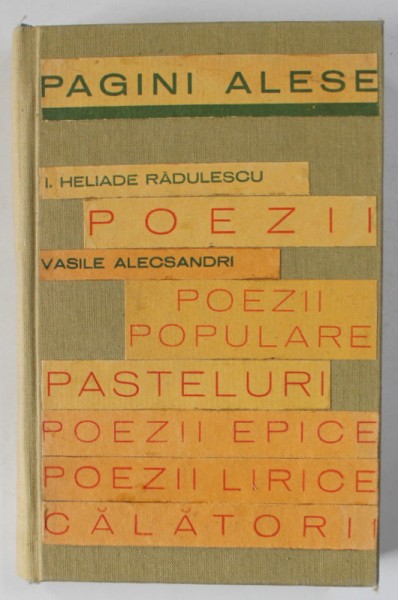 PAGINI ALESE
I. HELIADE RĂDULESCU
POEZII
VASILE ALECSANDRI
POEZII
POPULARE
PASTELURI
POEZII EPICE
POEZII LIRICE
CĂLĂTORII